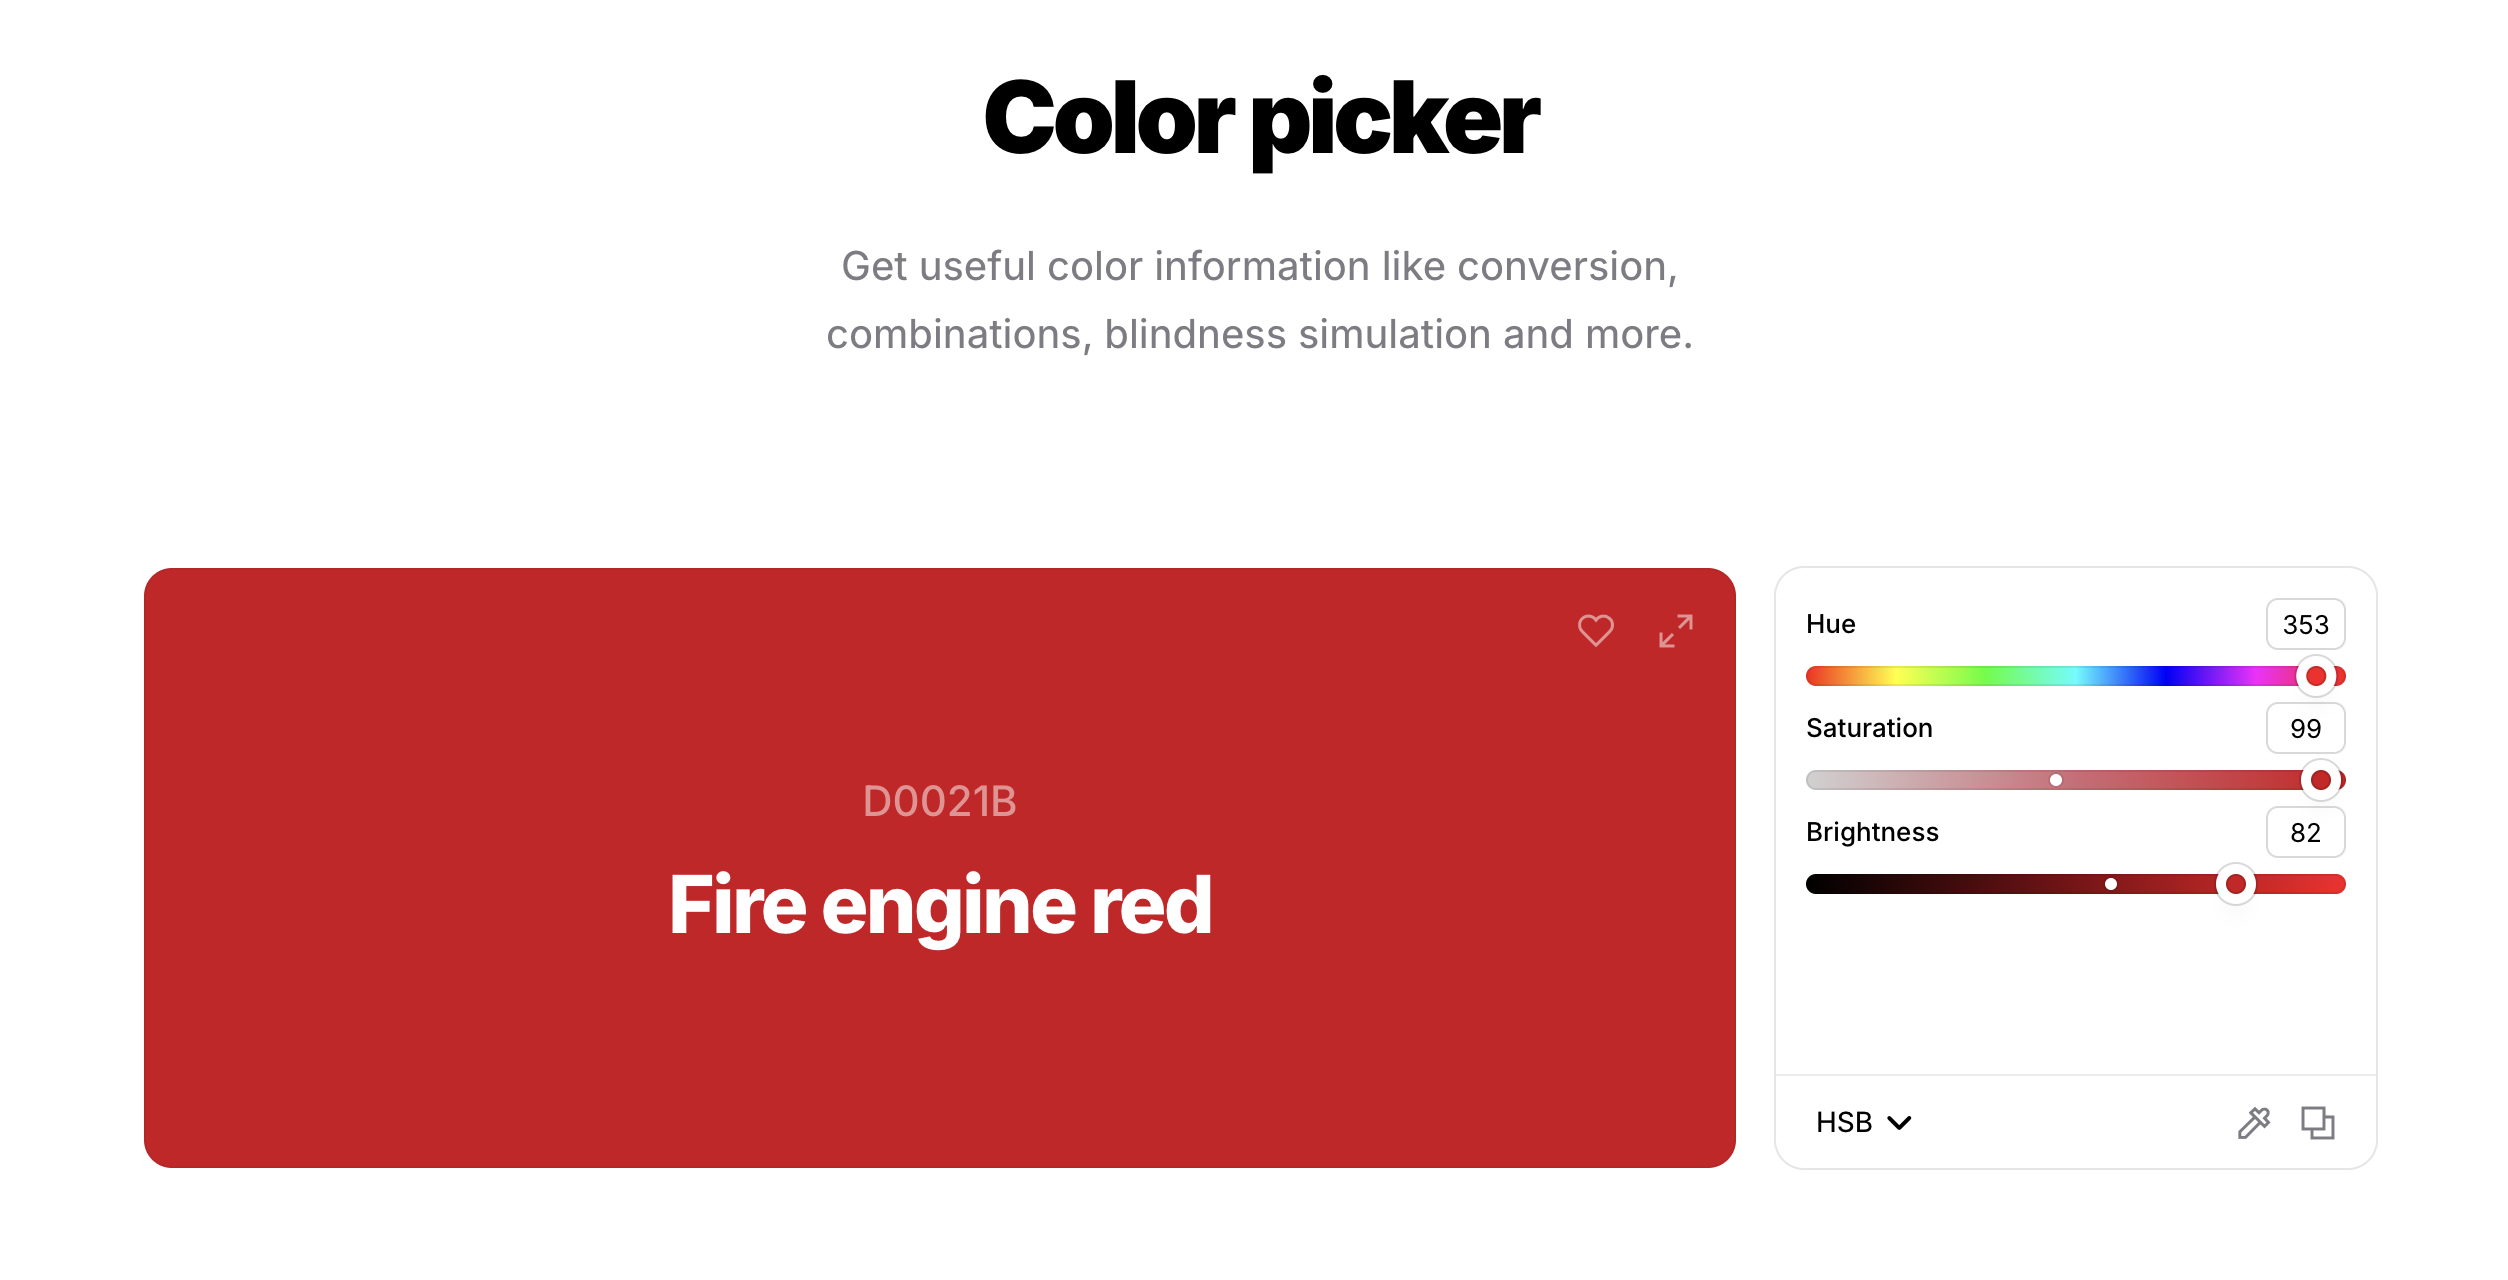 Color picker
Get useful color information like conversion,
combinations, blindness simulation and more.
D0021B
Fire engine red
Hue
353
Saturation
99
Brightness
82
HSB